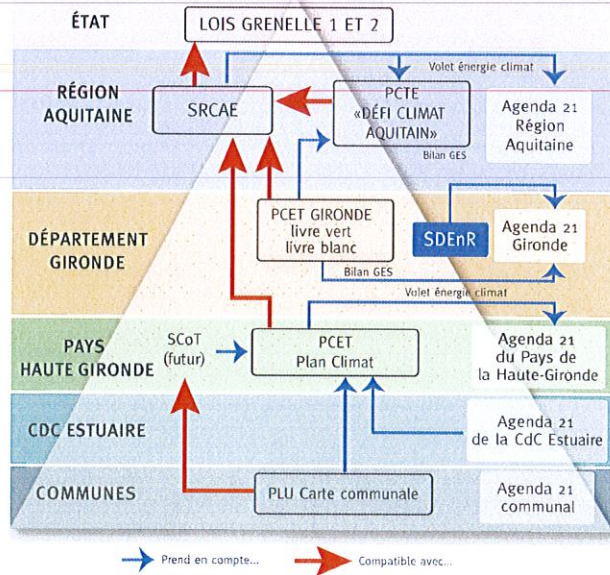 ÉTAT
LOIS GRENELLE 1 ET 2
Volet énergie climat
RÉGION
AQUITAINE
SRCAE
PCTE
«DÉFI CLIMAT
AQUITAIN»
Bilan GES
Agenda 21
Région
Aquitaine
DÉPARTEMENT
GIRONDE
PCET GIRONDE
livre vert
livre blanc
Bilan GES
SDEnR
Agenda 21
Gironde
Volet énergie climat
PAYS
HAUTE GIRONDE
SCoT
(futur)
PCET
Plan Climat
Agenda 21
du Pays de
la Haute-Gironde
CDC ESTUAIRE
Agenda 21
de la CdC Estuaire
COMMUNES
PLU Carte communale
Agenda 21
communal
Prend en compte...
Compatible avec...